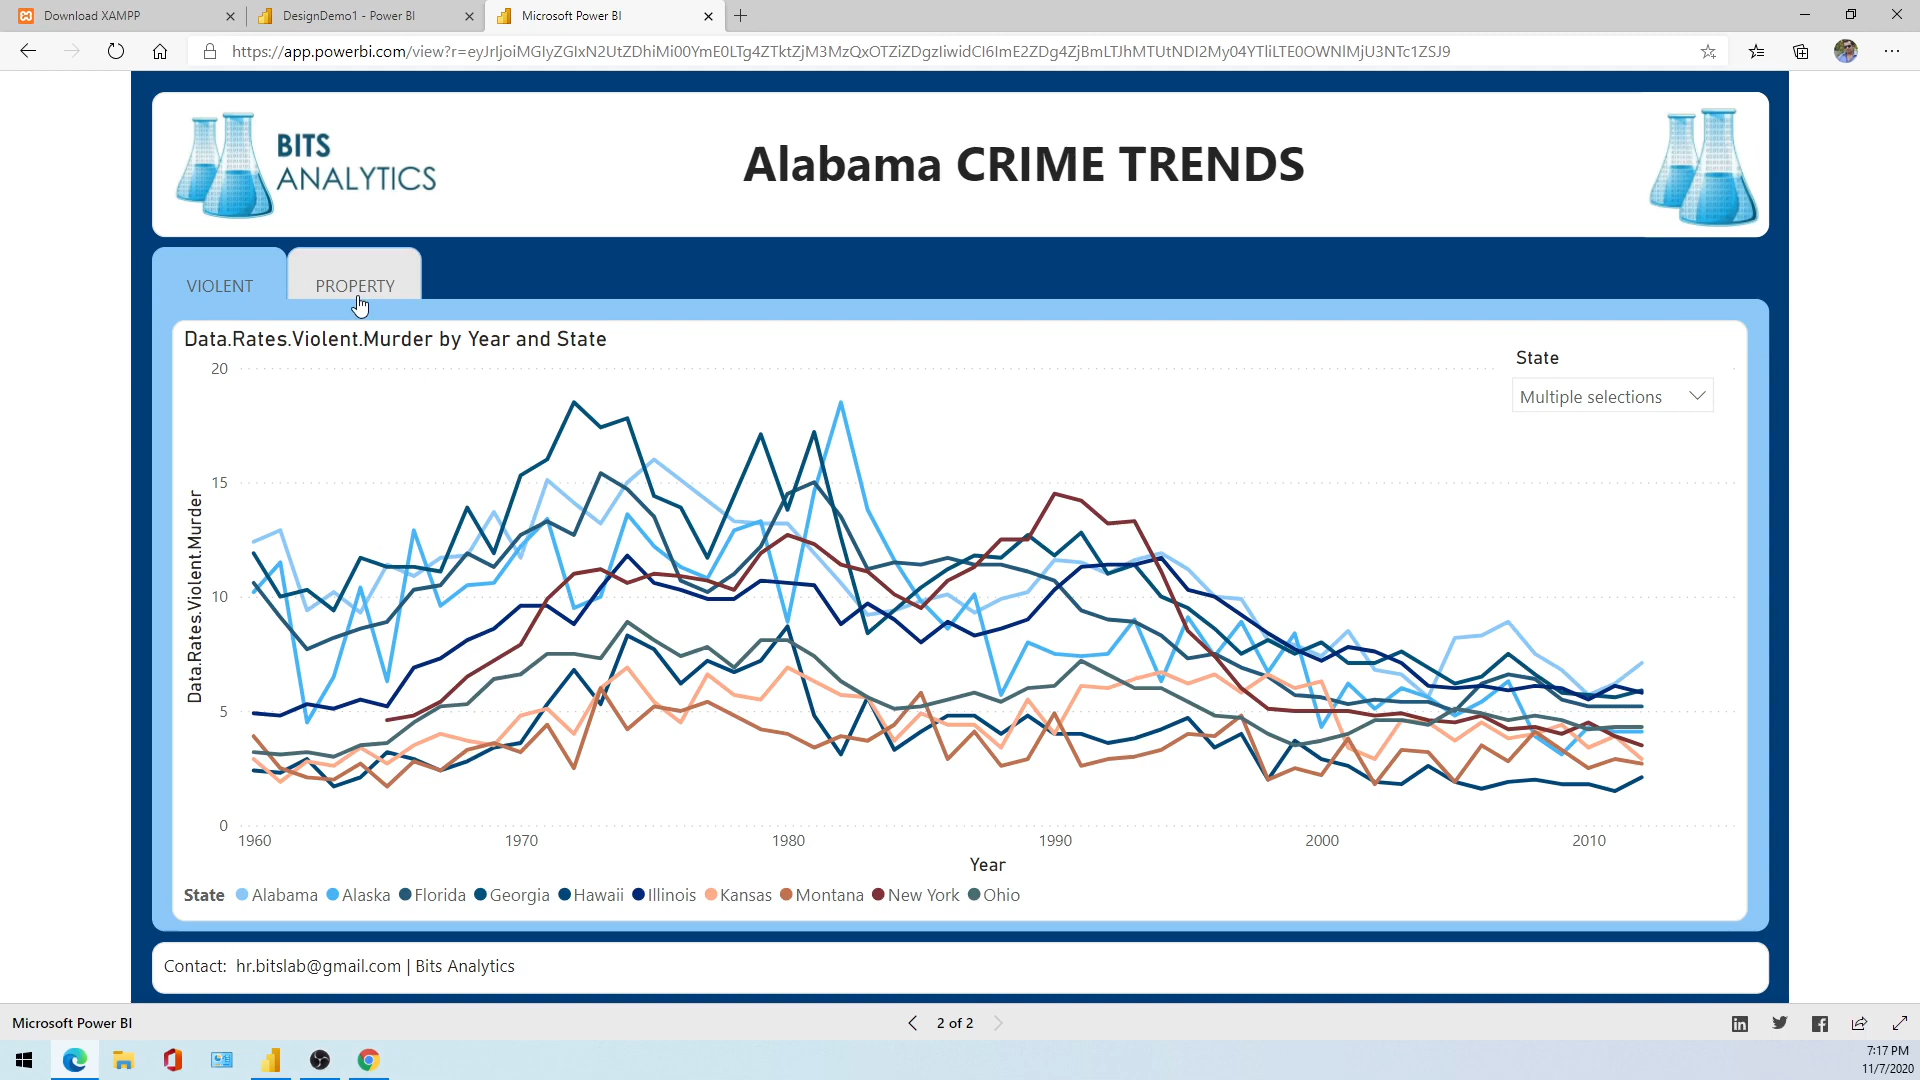 Download XAMPP
DesignDemo1 - Power BI
Microsoft Power BI
https://app.powerbi.com/view?r=eyJrIjoiMGIyZGIxN2UtZDhiMi00YmE0LTg4ZTktZjM3MzQxOTZiZDgzIiwidCI6ImE2ZDg4ZjBmLTJhMTUtNDI2My04YTliLTE0OWNlMjU3NTc1ZSJ9
BITS
ANALYTICS
Alabama CRIME TRENDS
VIOLENT
PROPERTY
Data.Rates.Violent.Murder by Year and State
State
Multiple selections
20
15
10
5
0
Data.Rates.Violent.Murder
1960 1970 1980 1990 2000 2010
Year
State Alabama Alaska Florida Georgia Hawaii Illinois Kansas Montana New York Ohio
Contact: hr.bitslab@gmail.com | Bits Analytics
Microsoft Power BI
2 of 2
7:17 PM
11/7/2020